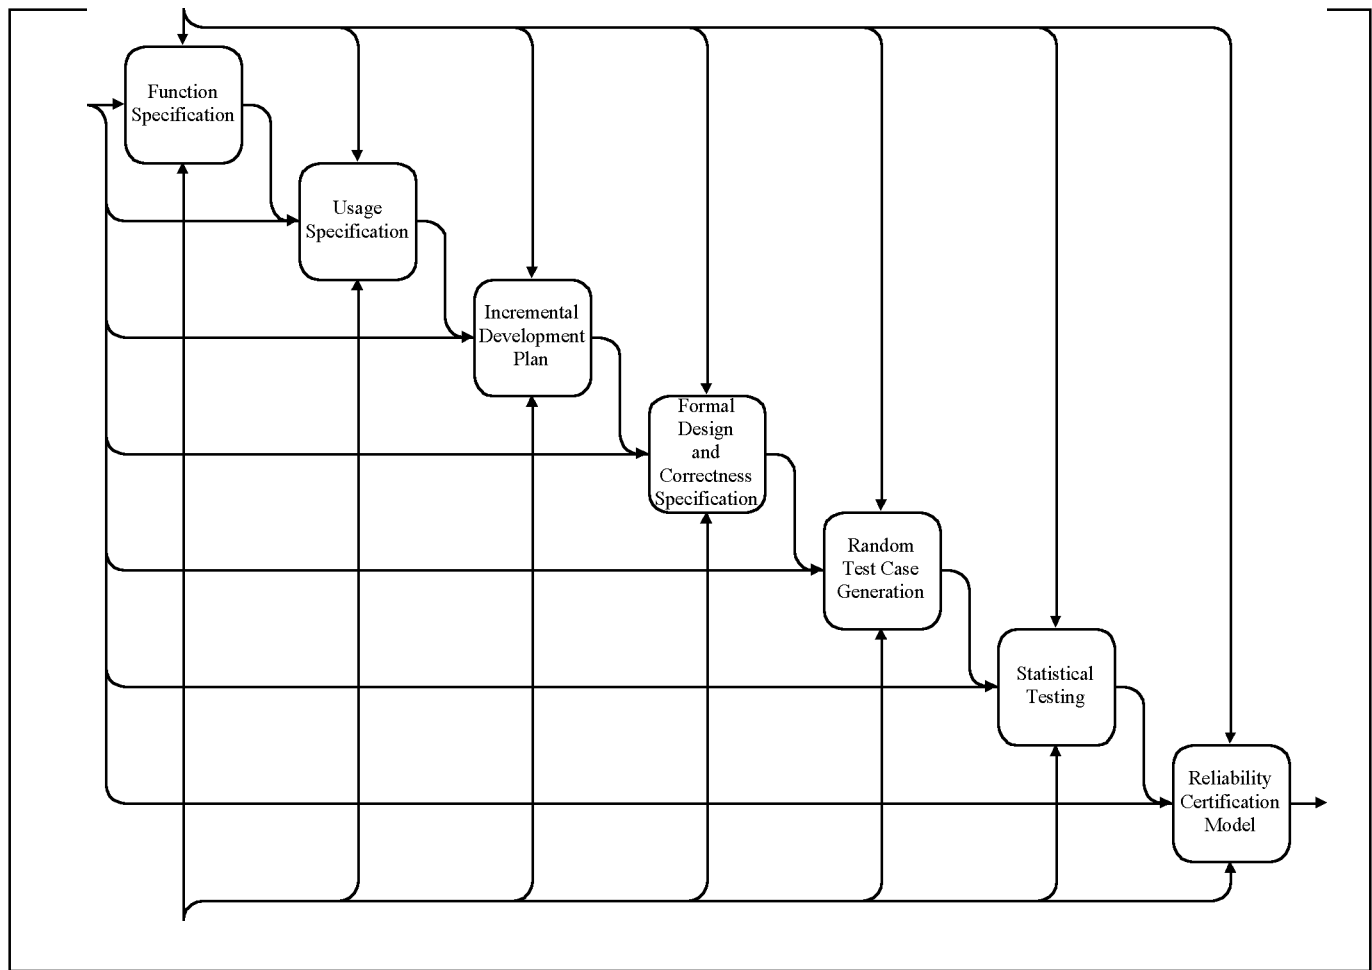 Function
Specification
Usage
Specification
Incremental
Development
Plan
Formal
Design
and
Correctness
Specification
Random
Test Case
Generation
Statistical
Testing
Reliability
Certification
Model